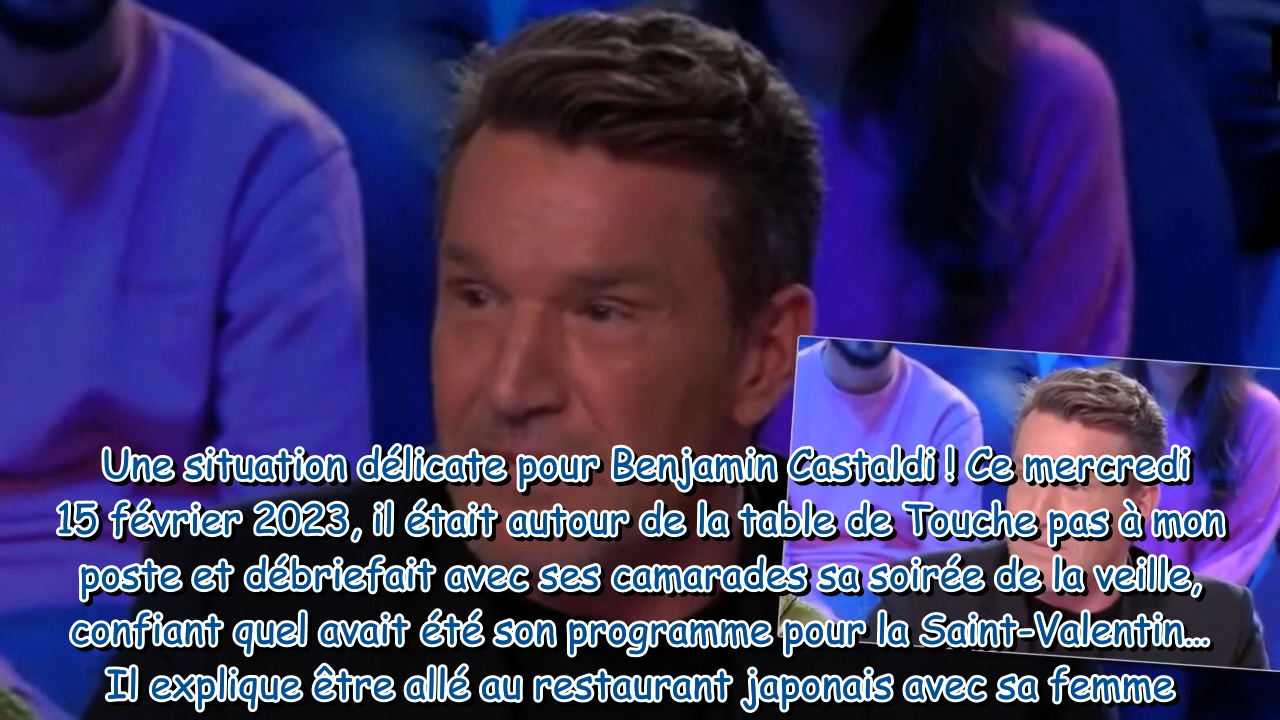 Une situation délicate pour Benjamin Castaldi ! Ce mercredi
15 février 2023, il était autour de la table de Touche pas à mon
poste et débriefait avec ses camarades sa soirée de la veille,
confiant quel avait été son programme pour la Saint-Valentin...
Il explique être allé au restaurant japonais avec sa femme